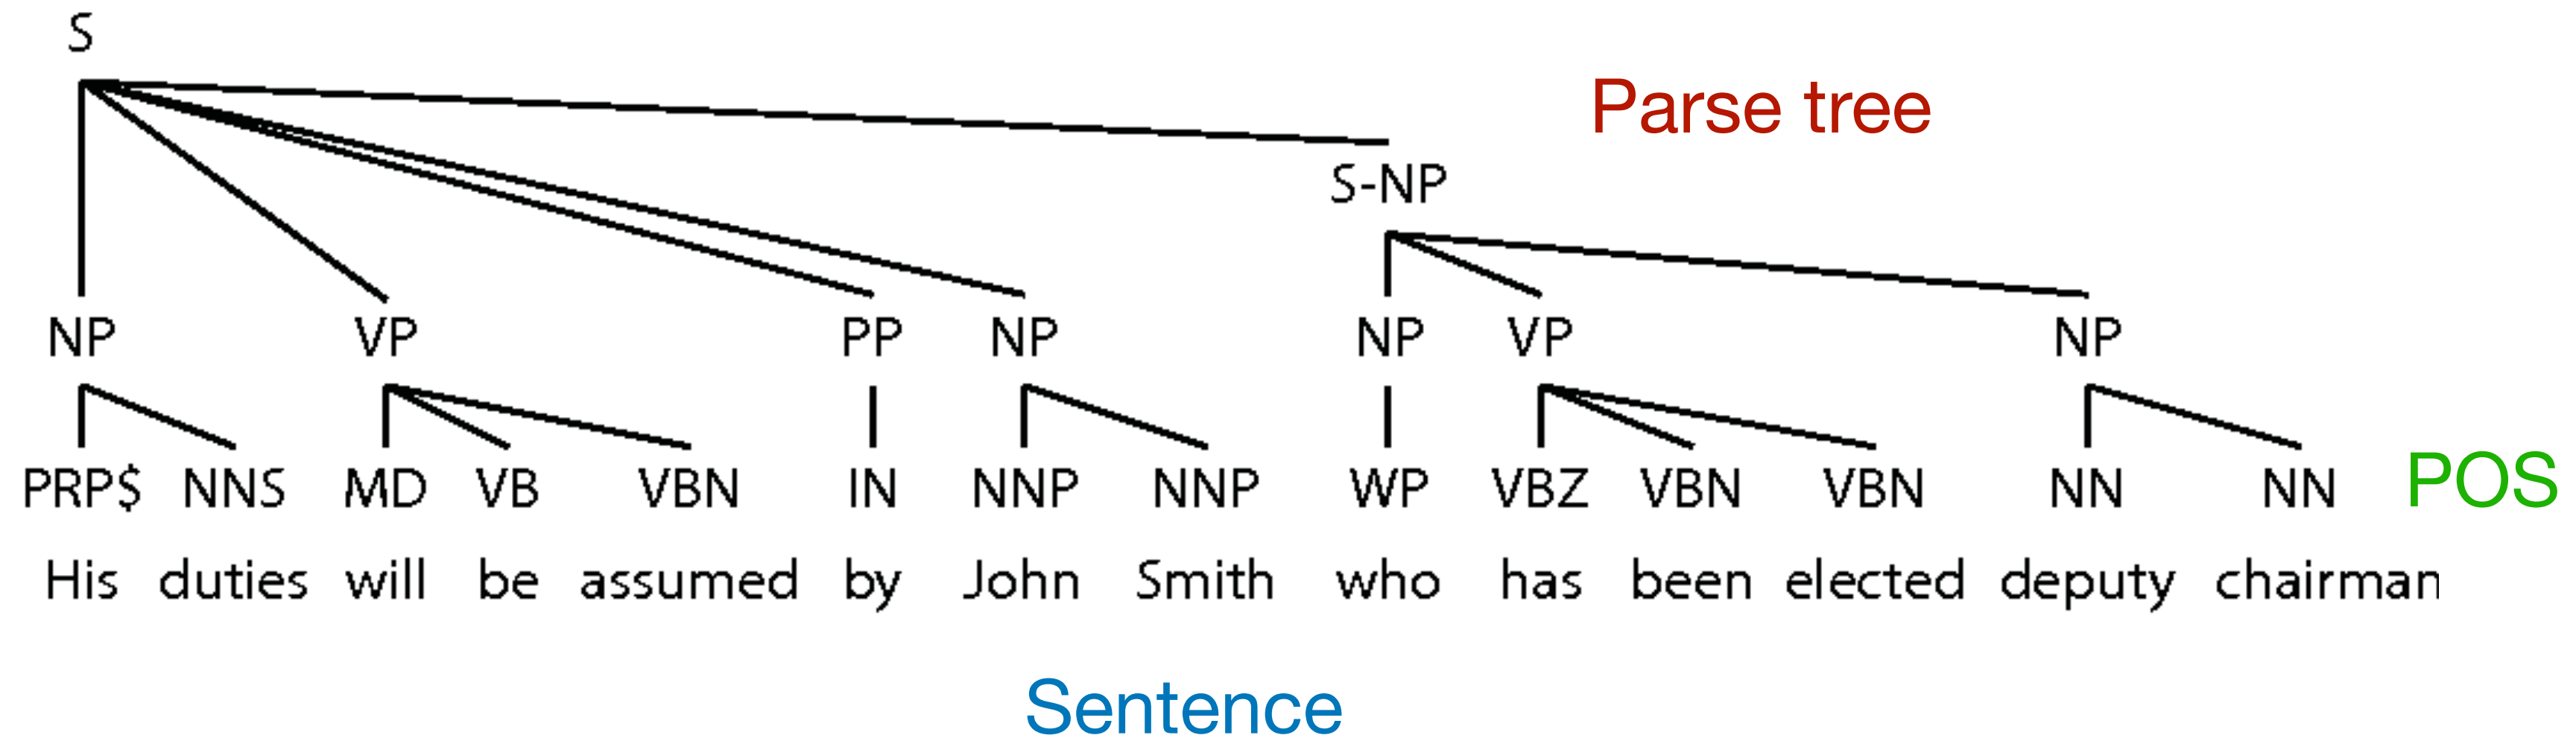 S
Parse tree
S-NP
NP VP PP NP NP VP NP
PRP$ NNS MD VB VBN IN NNP NNP WP VBZ VBN VBN NN NN POS
His duties will be assumed by John Smith who has been elected deputy chairman
Sentence